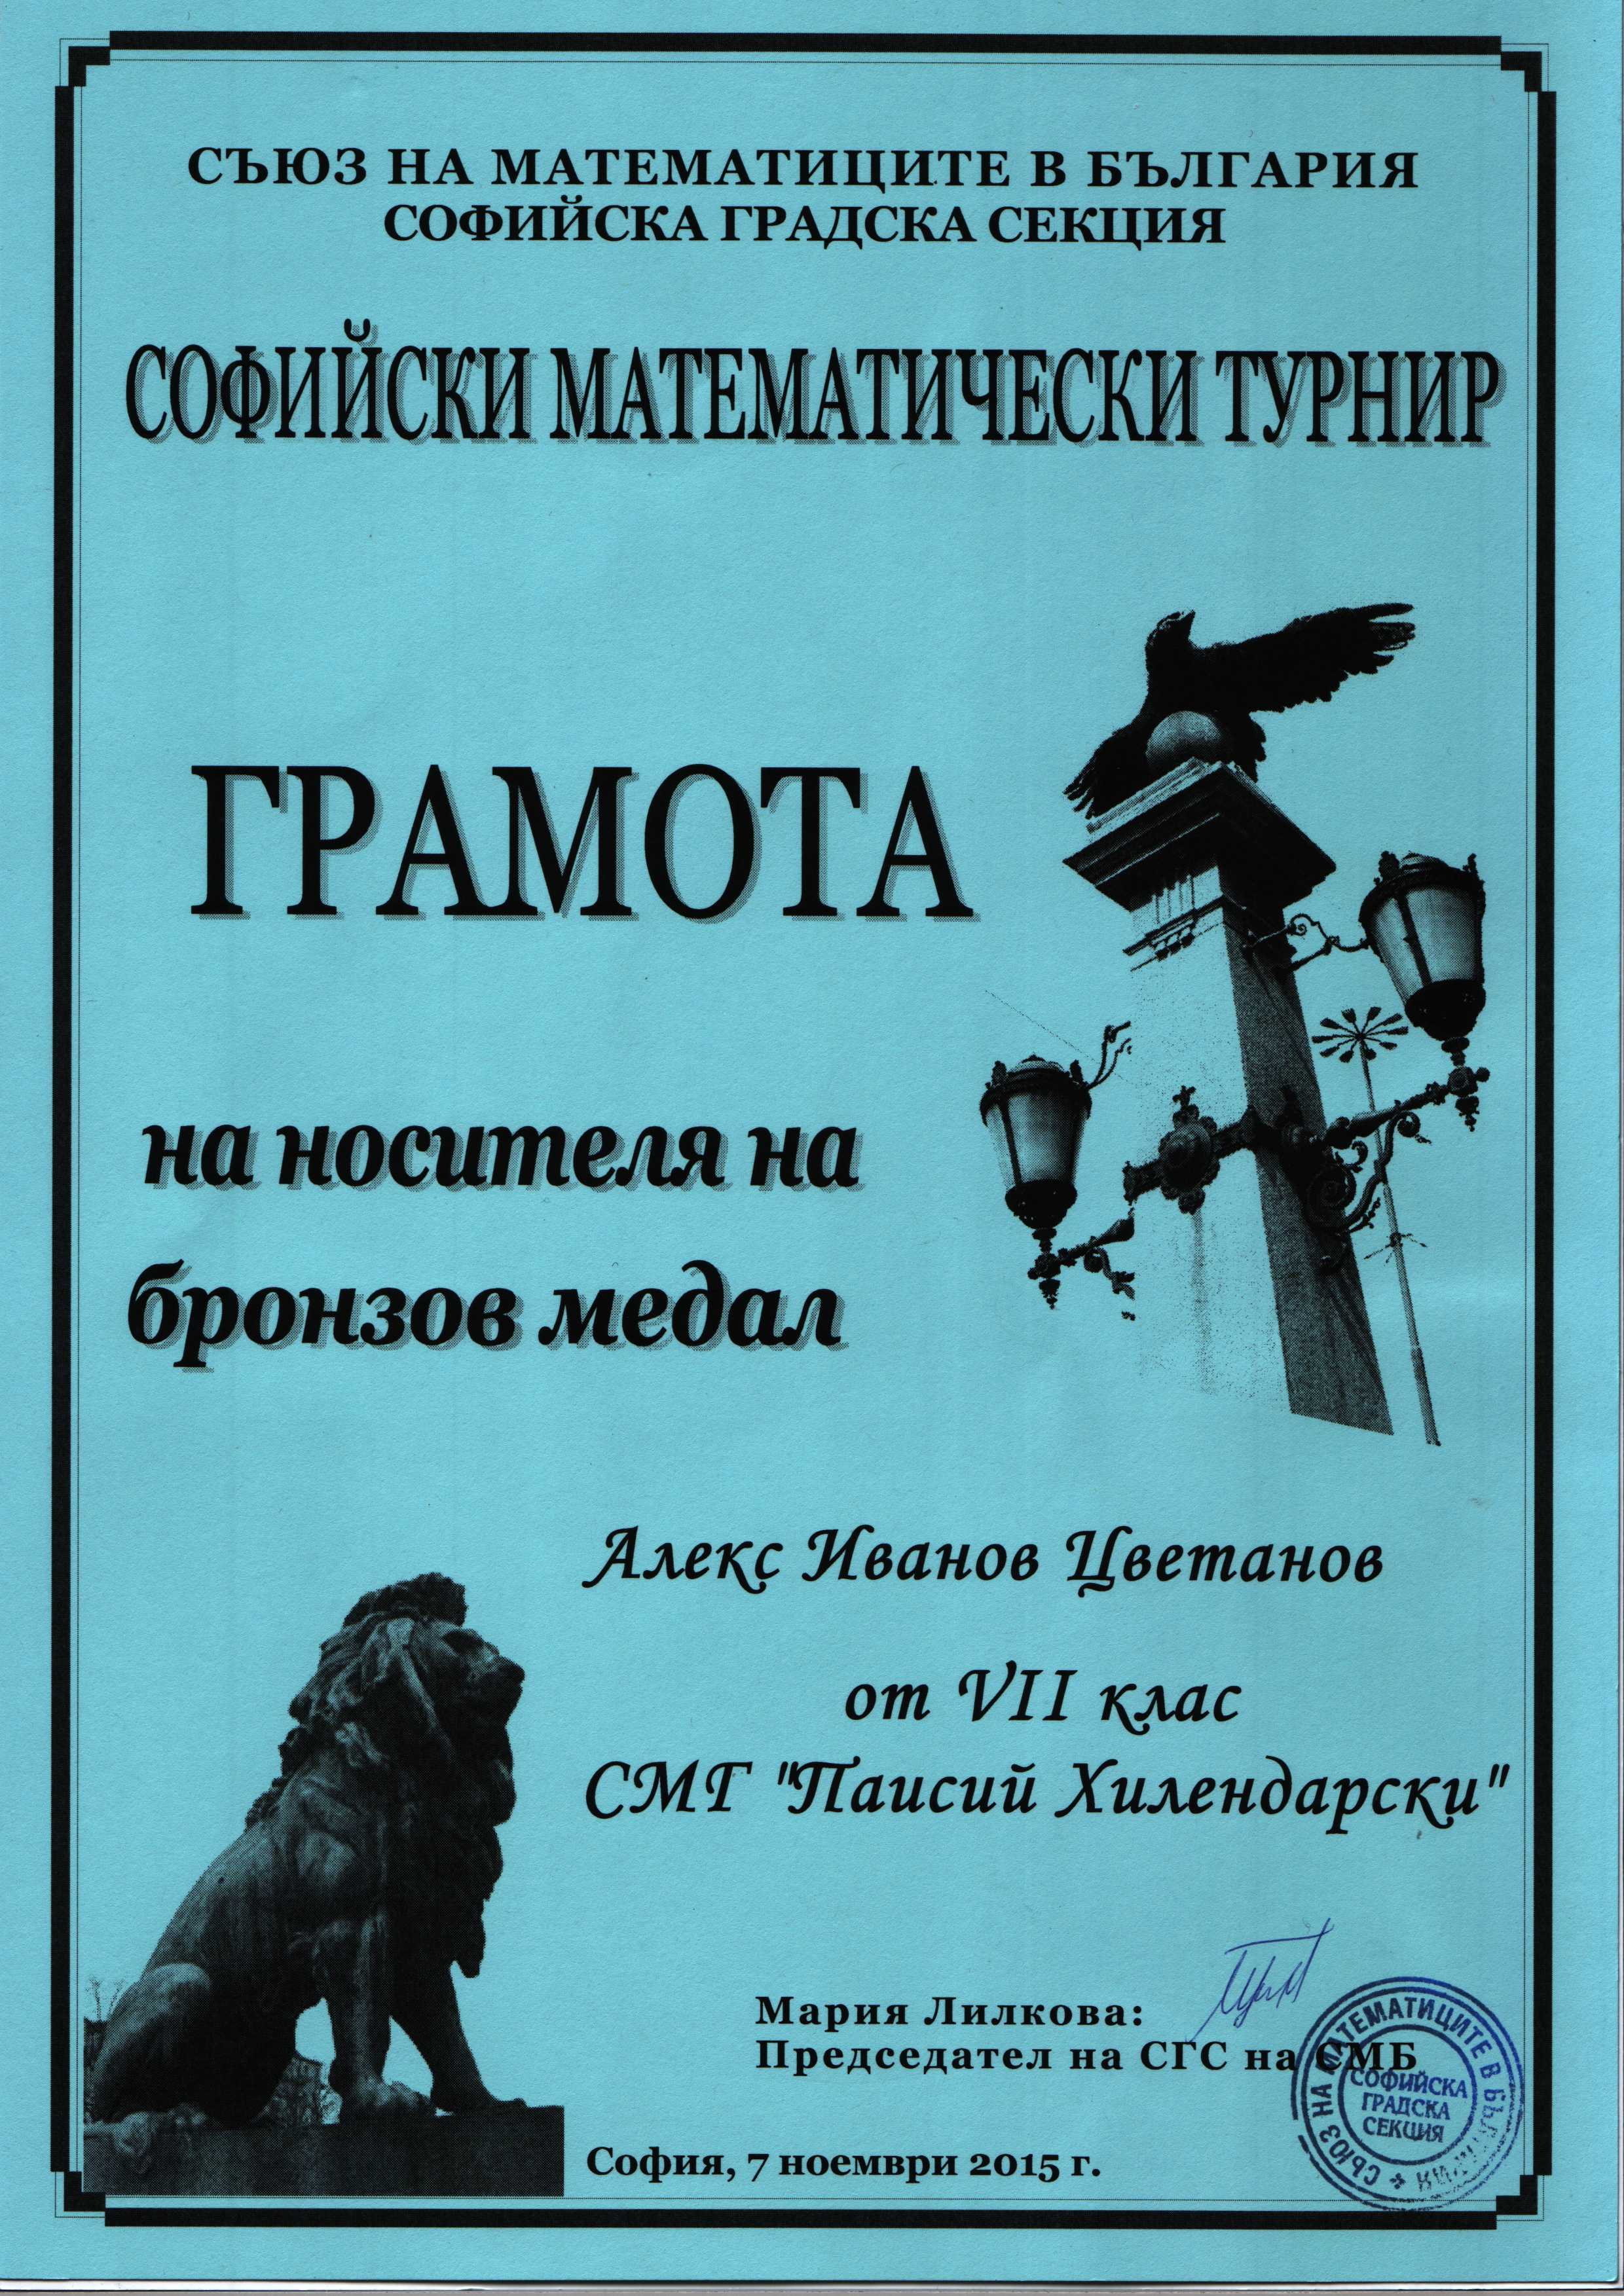 СЪЮЗ НА МАТЕМАТИЦИТЕ В БЪЛГАРИЯ
СОФИЙСКА ГРАДСКА СЕКЦИЯ
СОФИЙСКИ МАТЕМАТИЧЕСКИ ТУРНИР
ГРАМОТА
на носителя на
бронзов медал
Алекс Иванов Цветанов
от VII клас
СМГ "Паисий Хилендарски"
Мария Лилкова:
Председател на СГС на СМБ
СЪЮЗ НА МАТЕМАТИЦИТЕ В БЪЛГАРИЯ
СОФИЙСКА
ГРАДСКА
СЕКЦИЯ
София, 7 ноември 2015 г.